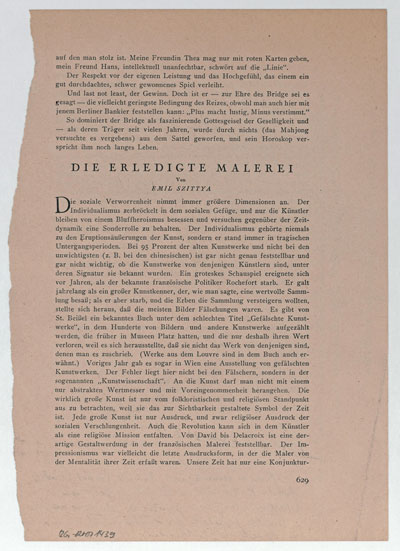 auf den man stolz ist. Meine Freundin Thea mag nur mit roten Karten geben,
mein Freund Hans, intellektuell unanfechtbar, schwört auf die „Linie“.
Der Respekt vor der eigenen Leistung und das Hochgefühl, das einem ein
gut durchdachtes, schwer gewonnenes Spiel verleiht.
Und last not least, der Gewinn. Doch ist er — zur Ehre des Bridge sei es
gesagt — die vielleicht geringste Bedingung des Reizes, obwohl man auch hier mit
jenem Berliner Bankier feststellen kann: „Plus macht lustig, Minus verstimmt.“
So dominiert der Bridge als faszinierende Gottesgeisel der Geselligkeit und
— als deren Träger seit vielen Jahren, wurde durch nichts (das Mahjong
versuchte es vergebens) aus dem Sattel geworfen, und sein Horoskop ver-
spricht ihm noch langes Leben.
DIE ERLEDIGTE MALEREI
Von
EMIL SZITTYA
Die soziale Verworrenheit nimmt immer größere Dimensionen an. Der
Individualismus zerbröckelt in dem sozialen Gefüge, und nur die Künstler
bleiben von einem Bluffheroismus besessen und versuchen gegenüber der Zeit-
dynamik eine Sonderrolle zu behalten. Der Individualismus gehörte niemals
zu den Eruptionsäußerungen der Kunst, sondern er stand immer in tragischen
Untergangsperioden. Bei 95 Prozent der alten Kunstwerke und nicht bei den
unwichtigsten (z. B. bei den chinesischen) ist gar nicht genau feststellbar und
gar nicht wichtig, ob die Kunstwerke von denjenigen Künstlern sind, unter
deren Signatur sie bekannt wurden. Ein groteskes Schauspiel ereignete sich
vor Jahren, als der bekannte französische Politiker Rochefort starb. Er galt
jahrelang als ein großer Kunstkenner, der, wie man sagte, eine wertvolle Samm-
lung besaß; als er aber starb, und die Erben die Sammlung versteigern wollten,
stellte sich heraus, daß die meisten Bilder Fälschungen waren. Es gibt von
St. Beißel ein bekanntes Buch unter dem schlechten Titel „Gefälschte Kunst-
werke“, in dem Hunderte von Bildern und andere Kunstwerke aufgezählt
werden, die früher in Museen Platz hatten, und die nur deshalb ihren Wert
verloren, weil es sich herausstellte, daß sie nicht das Werk von denjenigen sind,
denen man es zuschrieb. (Werke aus dem Louvre sind in dem Buch auch er-
wähnt.) Voriges Jahr gab es sogar in Wien eine Ausstellung von gefälschten
Kunstwerken. Der Fehler liegt hier nicht bei den Fälschern, sondern in der
sogenannten „Kunstwissenschaft“. An die Kunst darf man nicht mit einem
nur abstrakten Wertmesser und mit Voreingenommenheit herangehen. Die
wirklich große Kunst ist nur vom folkloristischen und religiösen Standpunkt
aus zu betrachten, weil sie das zur Sichtbarkeit gestaltete Symbol der Zeit
ist. Jede große Kunst ist nur Ausdruck, und zwar religiöser Ausdruck der
sozialen Verschlungenheit. Auch die Revolution kann sich in dem Künstler
als eine religiöse Mission entfalten. Von David bis Delacroix ist eine der-
artige Gestaltwerdung in der französischen Malerei feststellbar. Der Im-
pressionismus war vielleicht die letzte Ausdrucksform, in der die Maler von
der Mentalität ihrer Zeit erfaßt waren. Unsere Zeit hat nur eine Konjunktur-
629